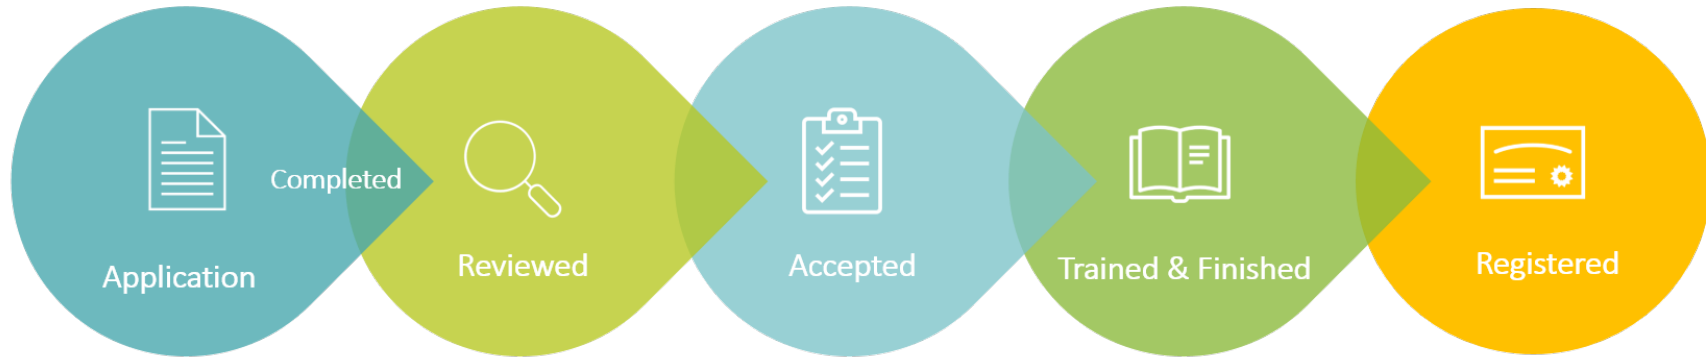 Application
Completed
Reviewed
Accepted
Trained & Finished
Registered